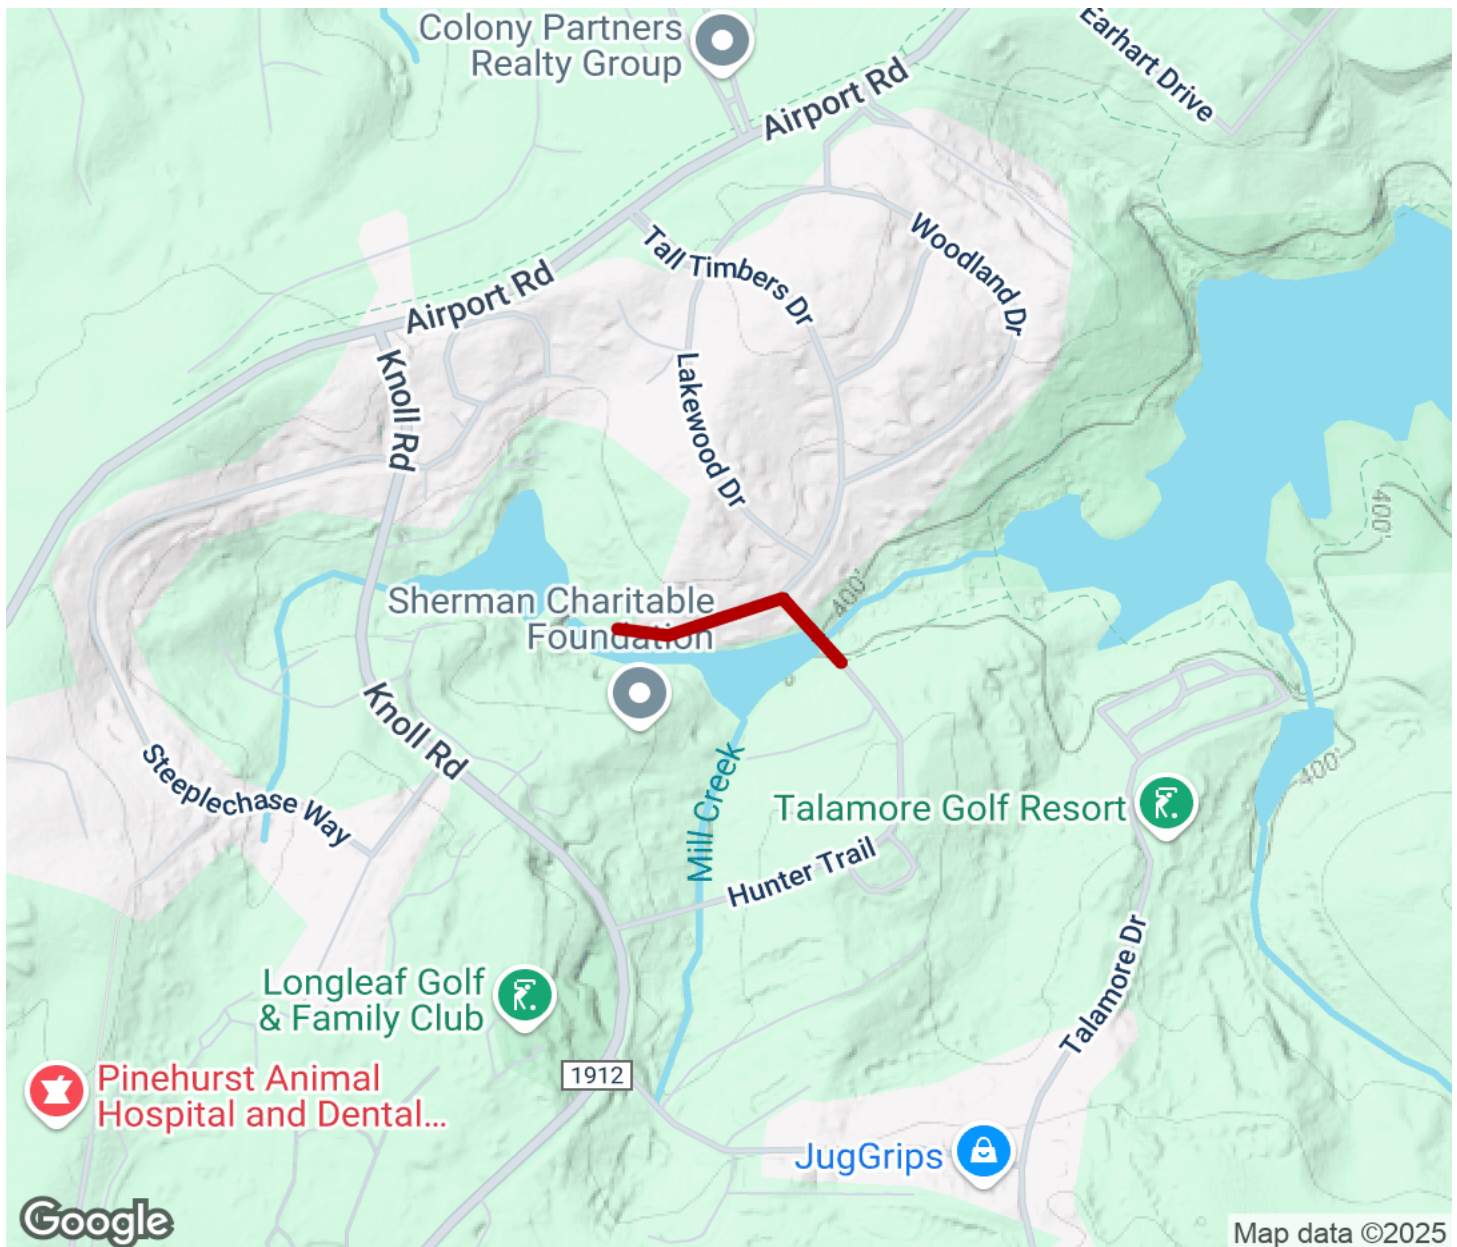 Colony Partners
Realty Group
Airport Rd
Earhart Drive
Woodland Dr
Tall Timbers Dr
Airport Rd
Knoll Rd
Lakewood Dr
400'
400'
Sherman Charitable
Foundation
Knoll Rd
Steeplechase Way
Mill Creek
400'
Talamore Golf Resort
Hunter Trail
Talamore Dr
Longleaf Golf
& Family Club
1912
Pinehurst Animal
Hospital and Dental...
JugGrips
Google
Map data ©2025